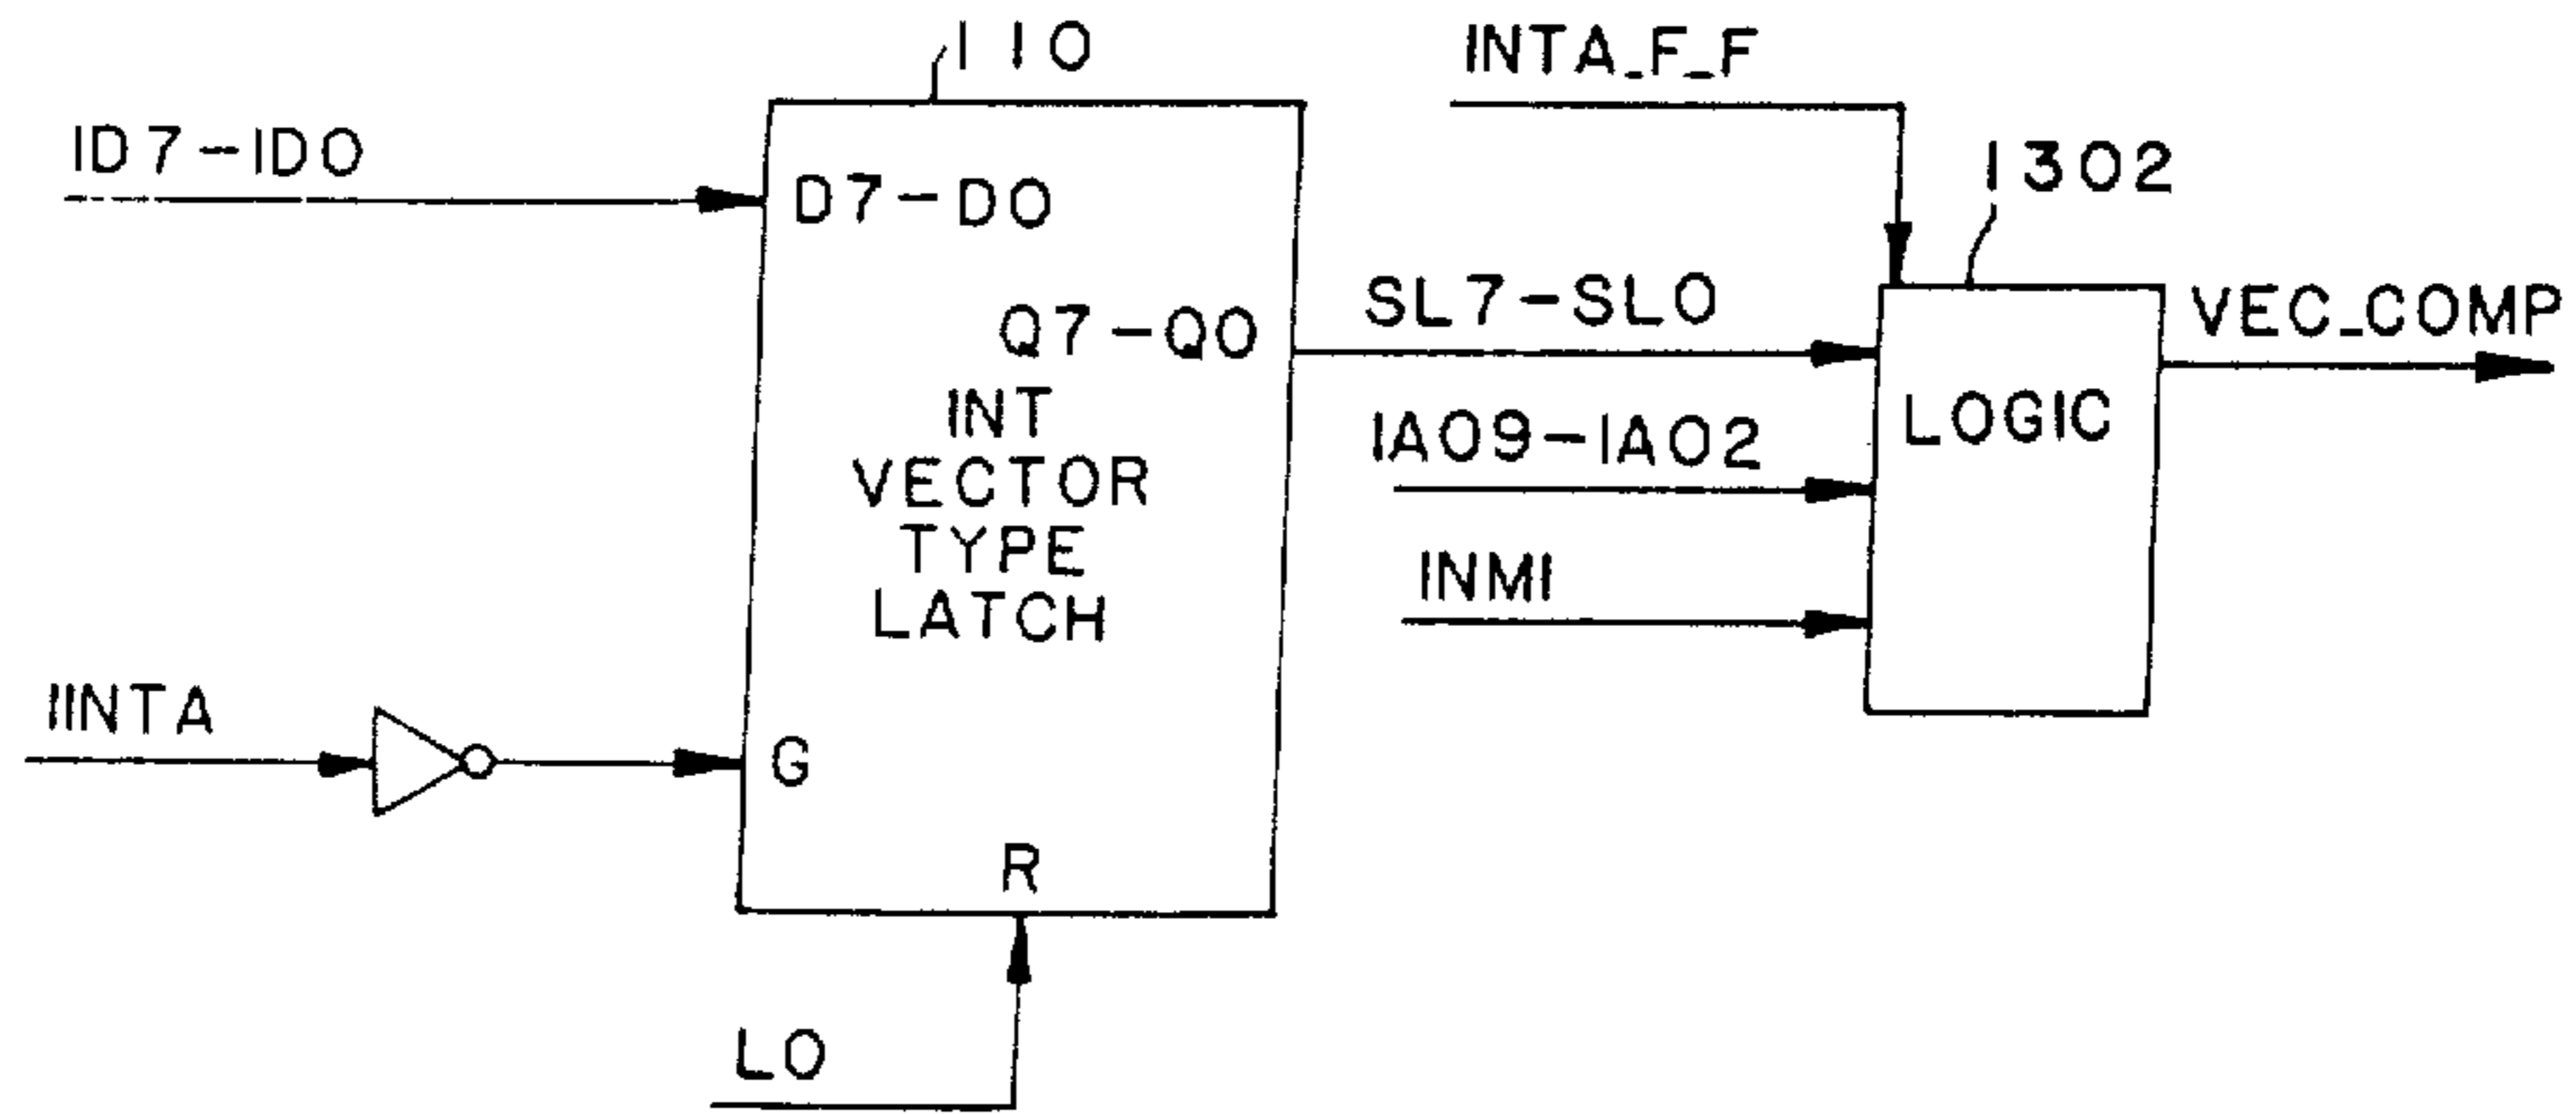 110
INTA_F_F
ID7-ID0
1302
D7-D0
SL7-SL0
VEC_COMP
Q7-Q0
INT
VECTOR
TYPE
LATCH
IA09-IA02
LOGIC
INMI
IINTA
G
R
LO